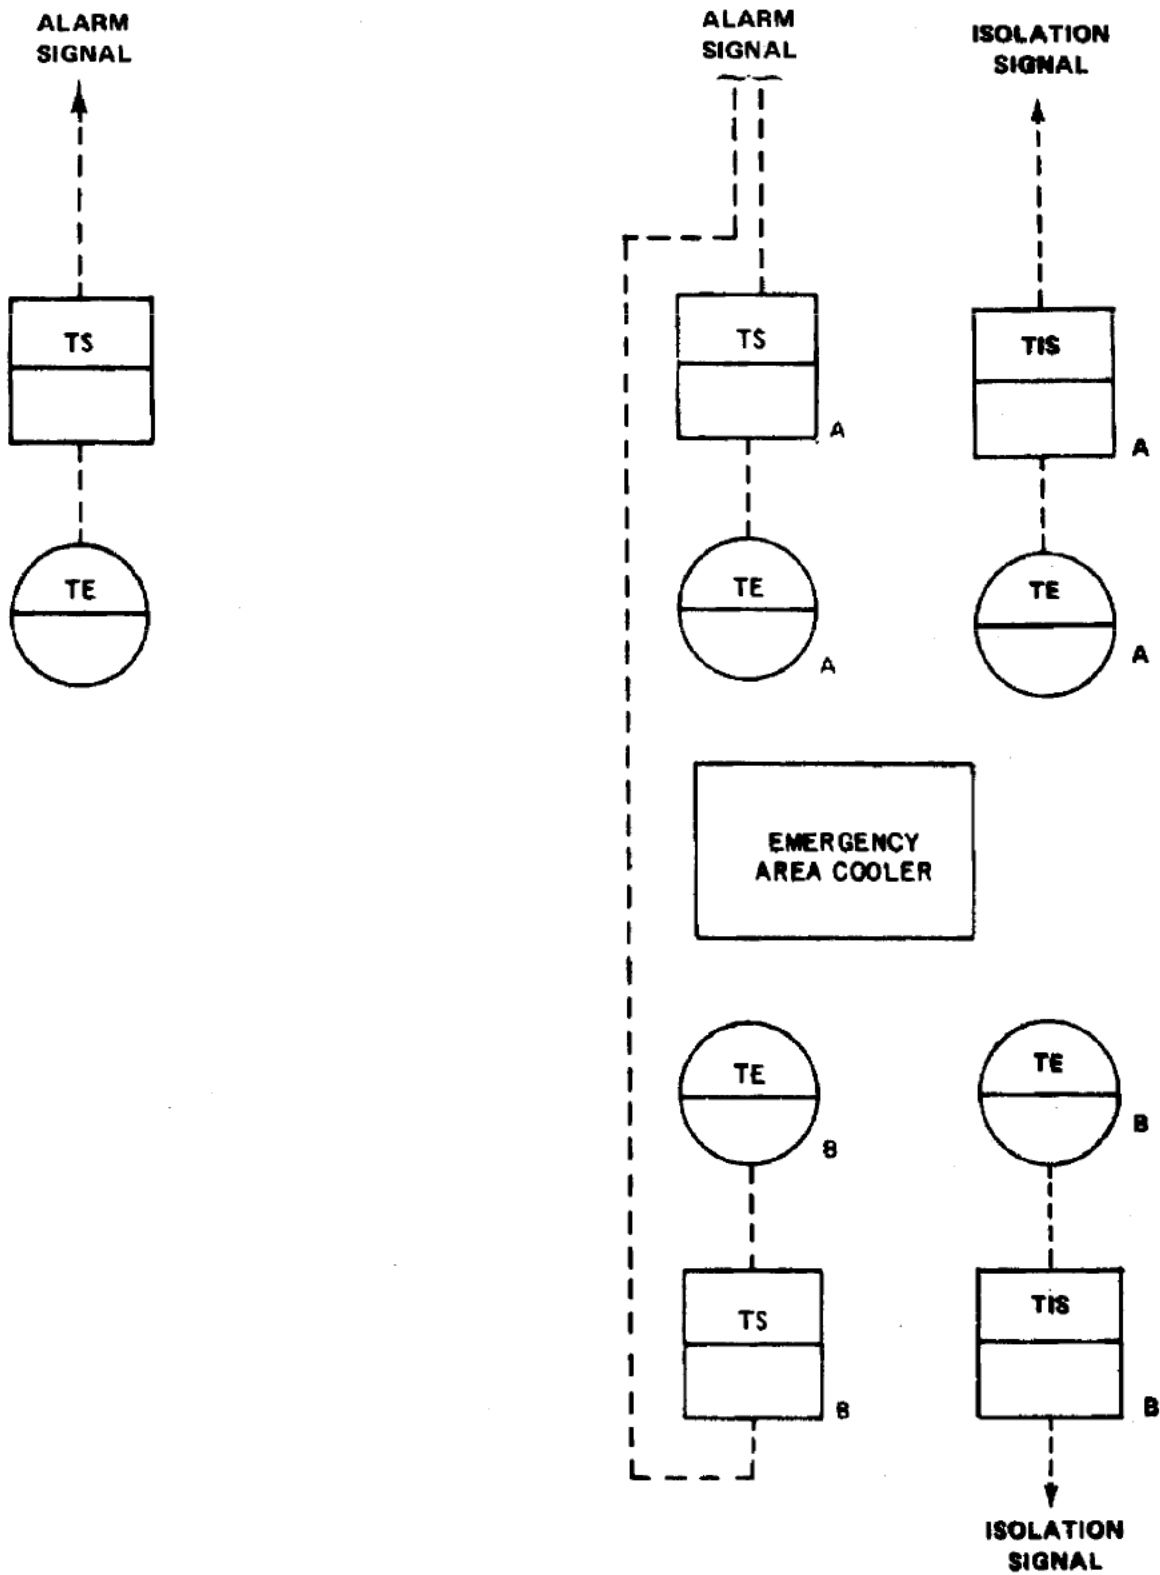 ALARM
SIGNAL
ALARM
SIGNAL
ISOLATION
SIGNAL
TS
TS
A
TIS
A
TE
TE
A
TE
A
EMERGENCY
AREA COOLER
TE
B
TE
B
TS
B
TIS
B
ISOLATION
SIGNAL